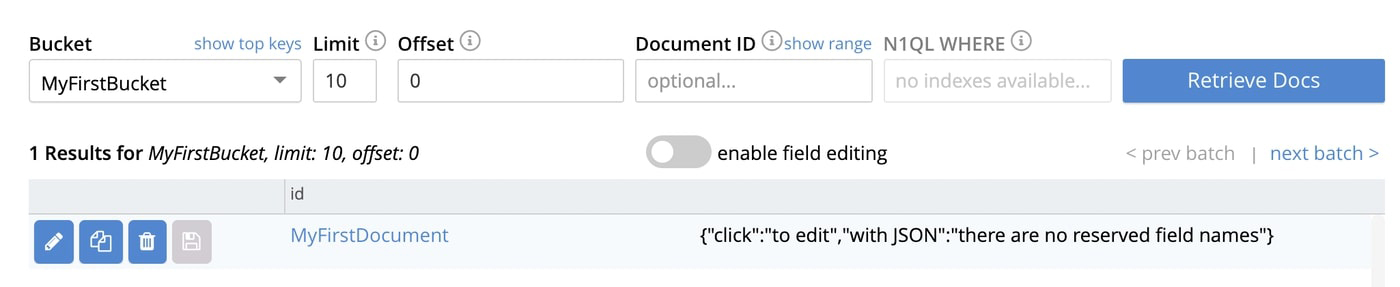 Bucket show top keys Limit Offset Document ID show range N1QL WHERE
MyFirstBucket 10 0 optional... no indexes available... Retrieve Docs
1 Results for MyFirstBucket, limit: 10, offset: 0 enable field editing < prev batch | next batch >
id
MyFirstDocument {"click":"to edit","with JSON":"there are no reserved field names"}